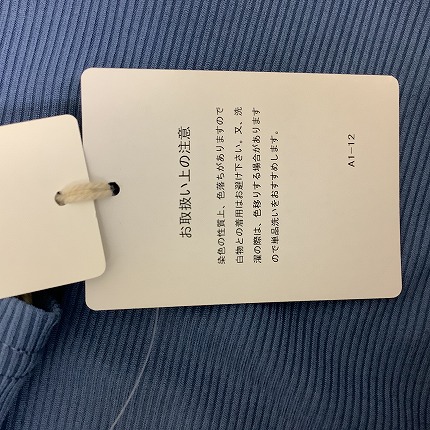 お取扱い上の注意
染色の性質上、色落ちがありますので
白物との着用はお避け下さい。又、洗
濯の際は、色移りする場合があります
ので単品洗いをおすすめします。
AI-12